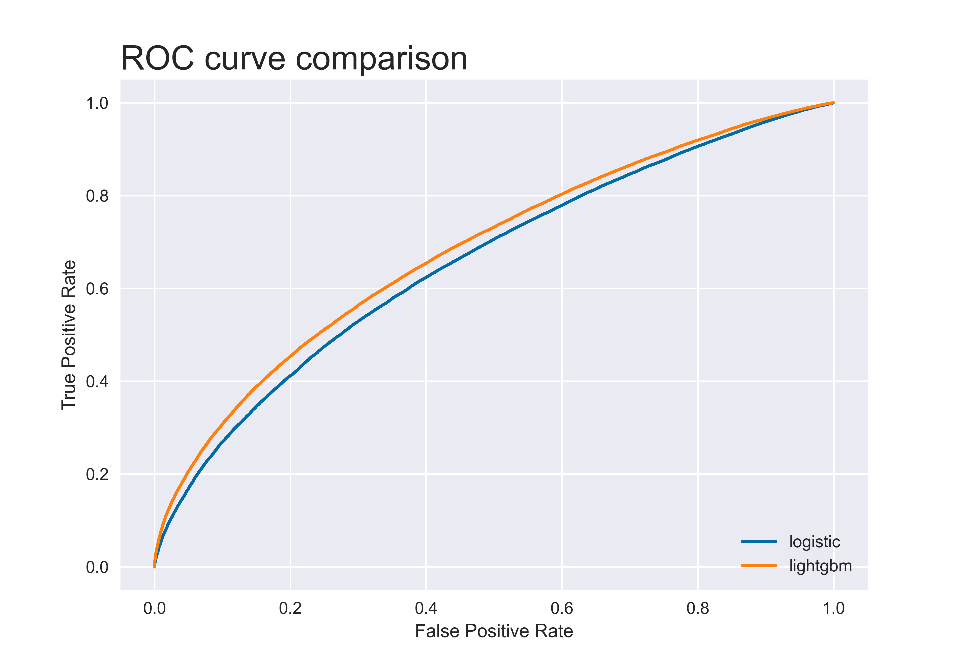 ROC curve comparison
True Positive Rate
1.0
0.8
0.6
0.4
0.2
0.0
logistic
lightgbm
0.0 0.2 0.4 0.6 0.8 1.0
False Positive Rate